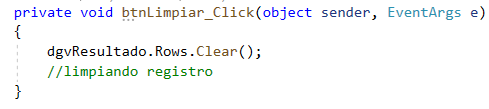 private void btnLimpiar_Click(object sender, EventArgs e)
{
    dgvResultado.Rows.Clear();
    //limpiando registro
}